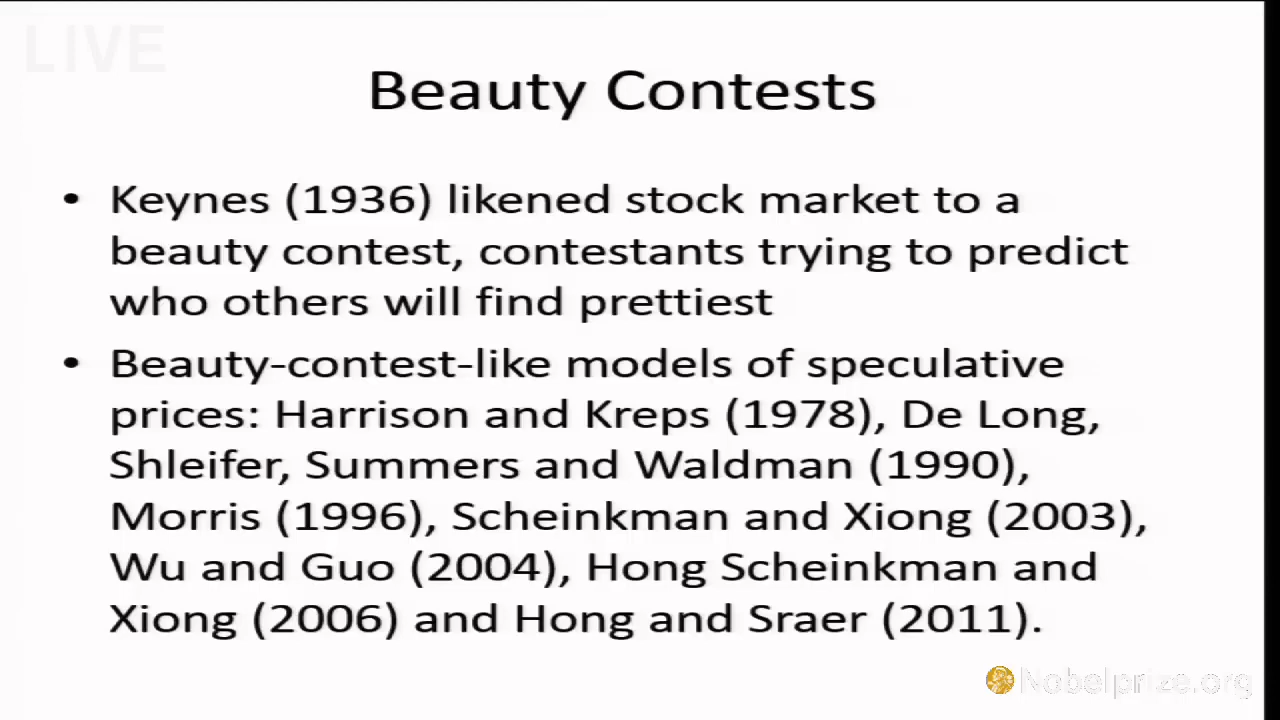 LIVE
Beauty Contests
• Keynes (1936) likened stock market to a
beauty contest, contestants trying to predict
who others will find prettiest
• Beauty-contest-like models of speculative
prices: Harrison and Kreps (1978), De Long,
Shleifer, Summers and Waldman (1990),
Morris (1996), Scheinkman and Xiong (2003),
Wu and Guo (2004), Hong Scheinkman and
Xiong (2006) and Hong and Sraer (2011).
Nobelprize.org